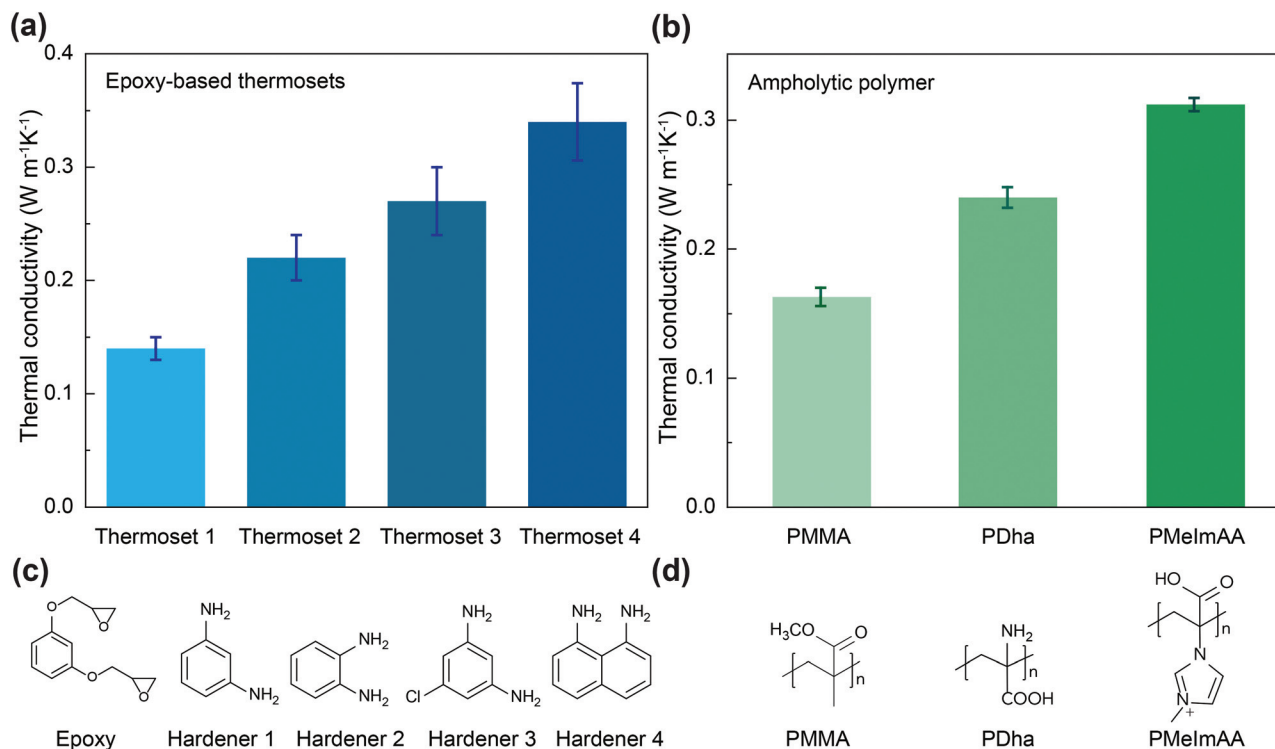 (a)
Epoxy-based thermosets
Thermal conductivity (W m⁻¹K⁻¹)
0.4
0.3
0.2
0.1
0.0
Thermoset 1 Thermoset 2 Thermoset 3 Thermoset 4
(b)
Ampholytic polymer
Thermal conductivity (W m⁻¹K⁻¹)
0.3
0.2
0.1
0.0
PMMA PDha PMeImAA
(c)
O O
O O
Epoxy
NH₂
NH₂
Hardener 1
NH₂
NH₂
Hardener 2
NH₂
Cl NH₂
Hardener 3
NH₂ NH₂
Hardener 4
(d)
H₃CO O
n
PMMA
NH₂
n
COOH
PDha
HO O
n
N
N
+
PMeImAA